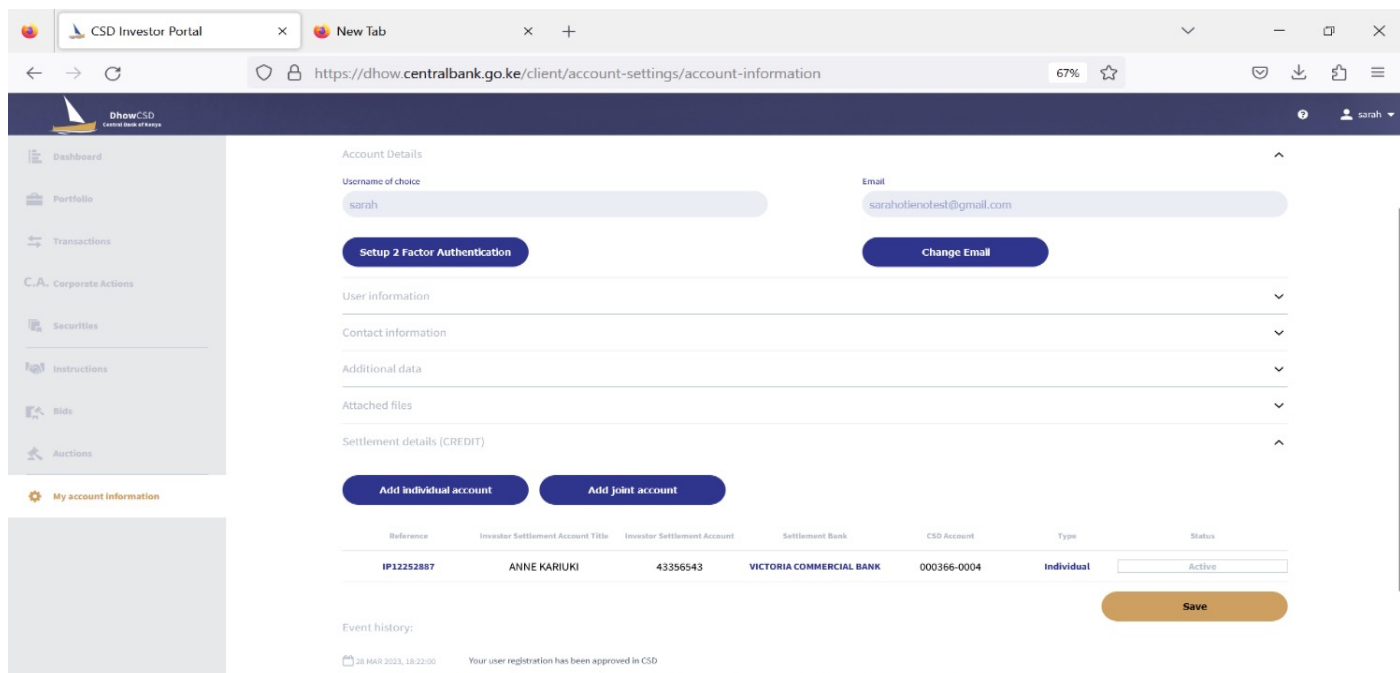 CSD Investor Portal
New Tab
https://dhow.centralbank.go.ke/client/account-settings/account-information
67%
DhowCSD
Central Bank of Kenya
sarah
Dashboard
Portfolio
Transactions
C.A. Corporate Actions
Securities
Instructions
Bids
Auctions
My account information
Account Details
Username of choice Email
sarah sarahotienotest@gmail.com
Setup 2 Factor Authentication Change Email
User information
Contact information
Additional data
Attached files
Settlement details (CREDIT)
Add individual account Add joint account
Reference Investor Settlement Account Title Investor Settlement Account Settlement Bank CSD Account Type Status
IP12252887 ANNE KARIUKI 43356543 VICTORIA COMMERCIAL BANK 000366-0004 Individual Active
Save
Event history:
28 MAR 2023, 18:22:00 Your user registration has been approved in CSD